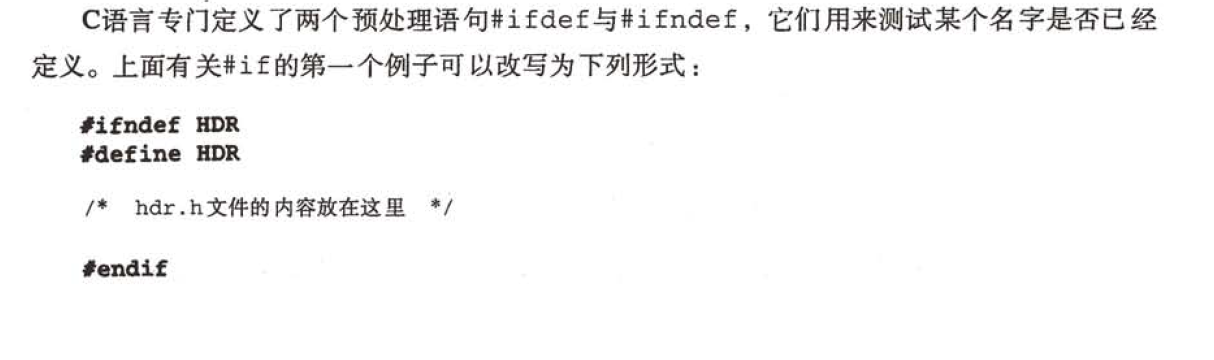 C语言专门定义了两个预处理语句#ifdef与#ifndef，它们用来测试某个名字是否已经
定义。上面有关#if的第一个例子可以改写为下列形式：
#ifndef HDR
#define HDR
/* hdr.h文件的内容放在这里 */
#endif